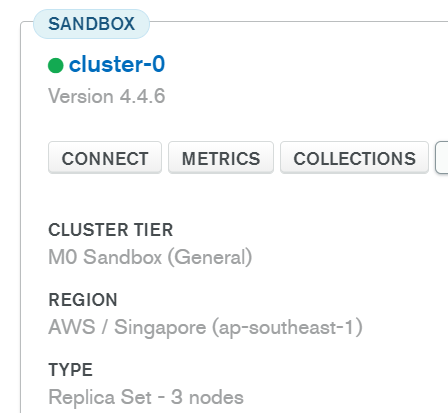 SANDBOX
cluster-0
Version 4.4.6
CONNECT METRICS COLLECTIONS
CLUSTER TIER
M0 Sandbox (General)
REGION
AWS / Singapore (ap-southeast-1)
TYPE
Replica Set - 3 nodes